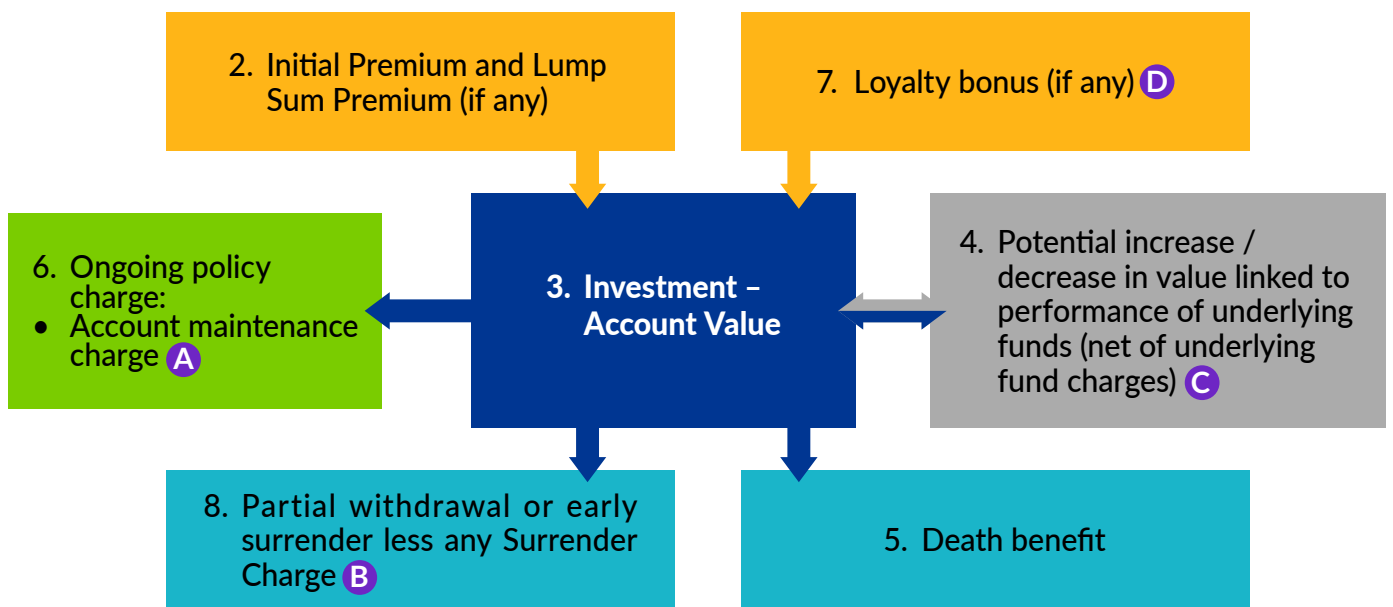 2. Initial Premium and Lump
Sum Premium (if any)
7. Loyalty bonus (if any) D
6. Ongoing policy
charge:
• Account maintenance
charge A
3. Investment –
Account Value
4. Potential increase /
decrease in value linked to
performance of underlying
funds (net of underlying
fund charges) C
8. Partial withdrawal or early
surrender less any Surrender
Charge B
5. Death benefit